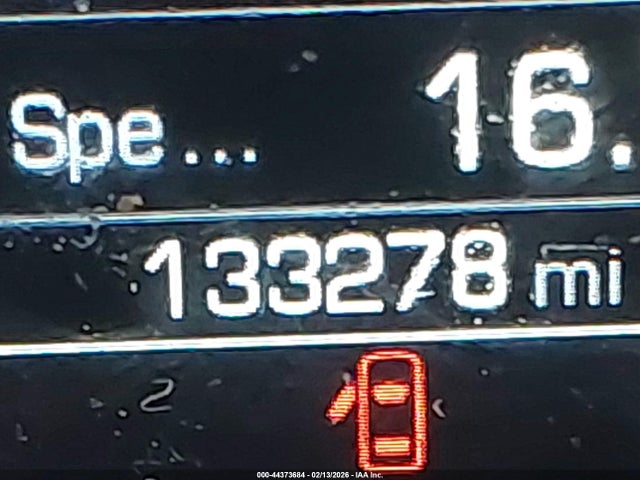 Spe... 16.
133278 mi
2
000-44373684 - 02/13/2026 - IAA Inc.